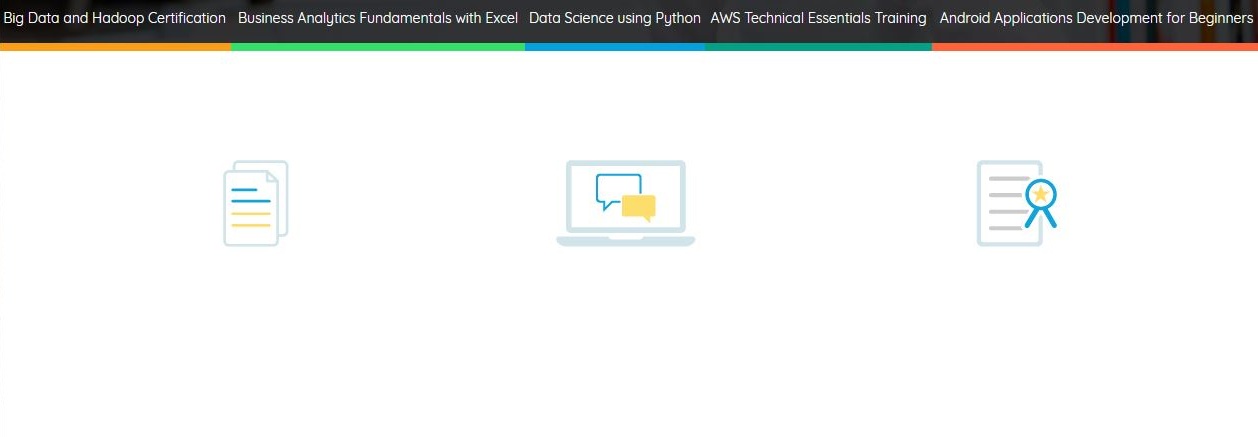 Big Data and Hadoop Certification Business Analytics Fundamentals with Excel Data Science using Python AWS Technical Essentials Training Android Applications Development for Beginners